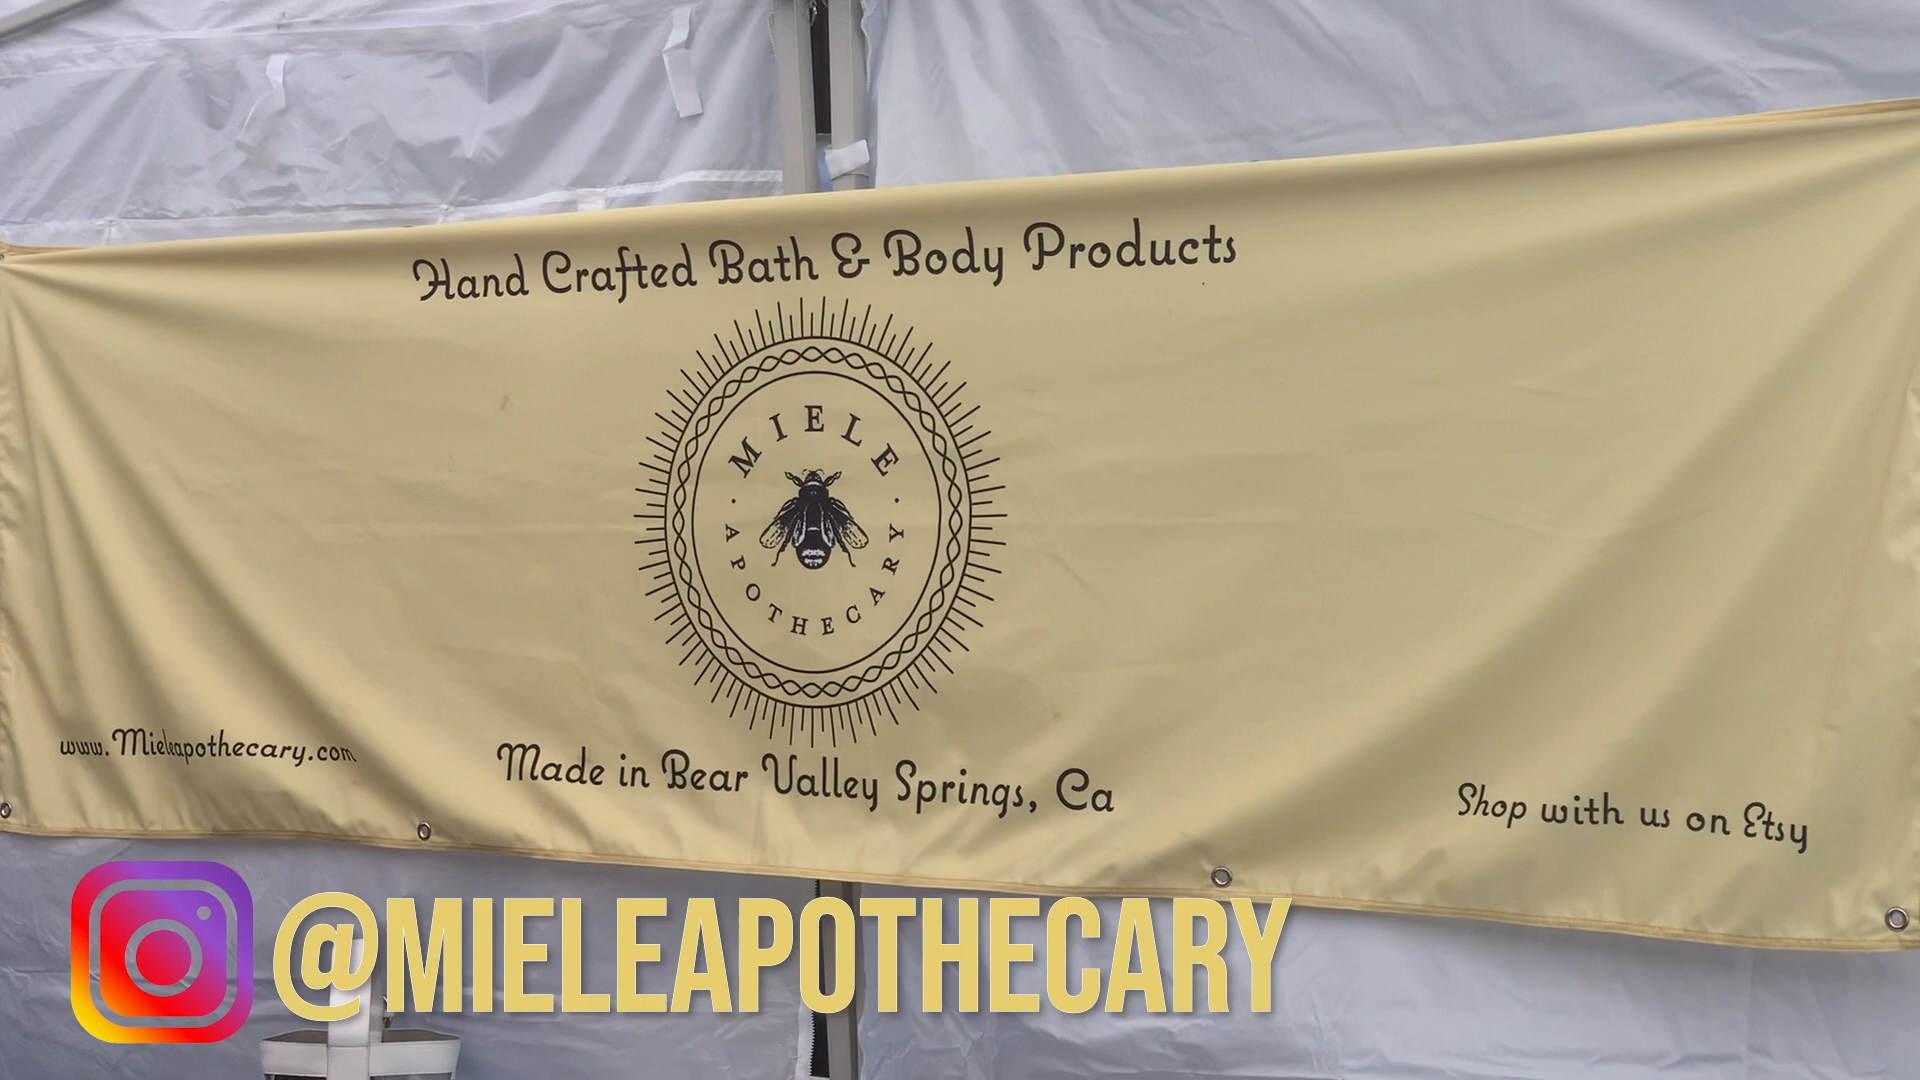 Hand Crafted Bath & Body Products
MIELE
· APOTHECARY ·
www.Mieleapothecary.com
Made in Bear Valley Springs, Ca
Shop with us on Etsy
@MIELEAPOTHECARY